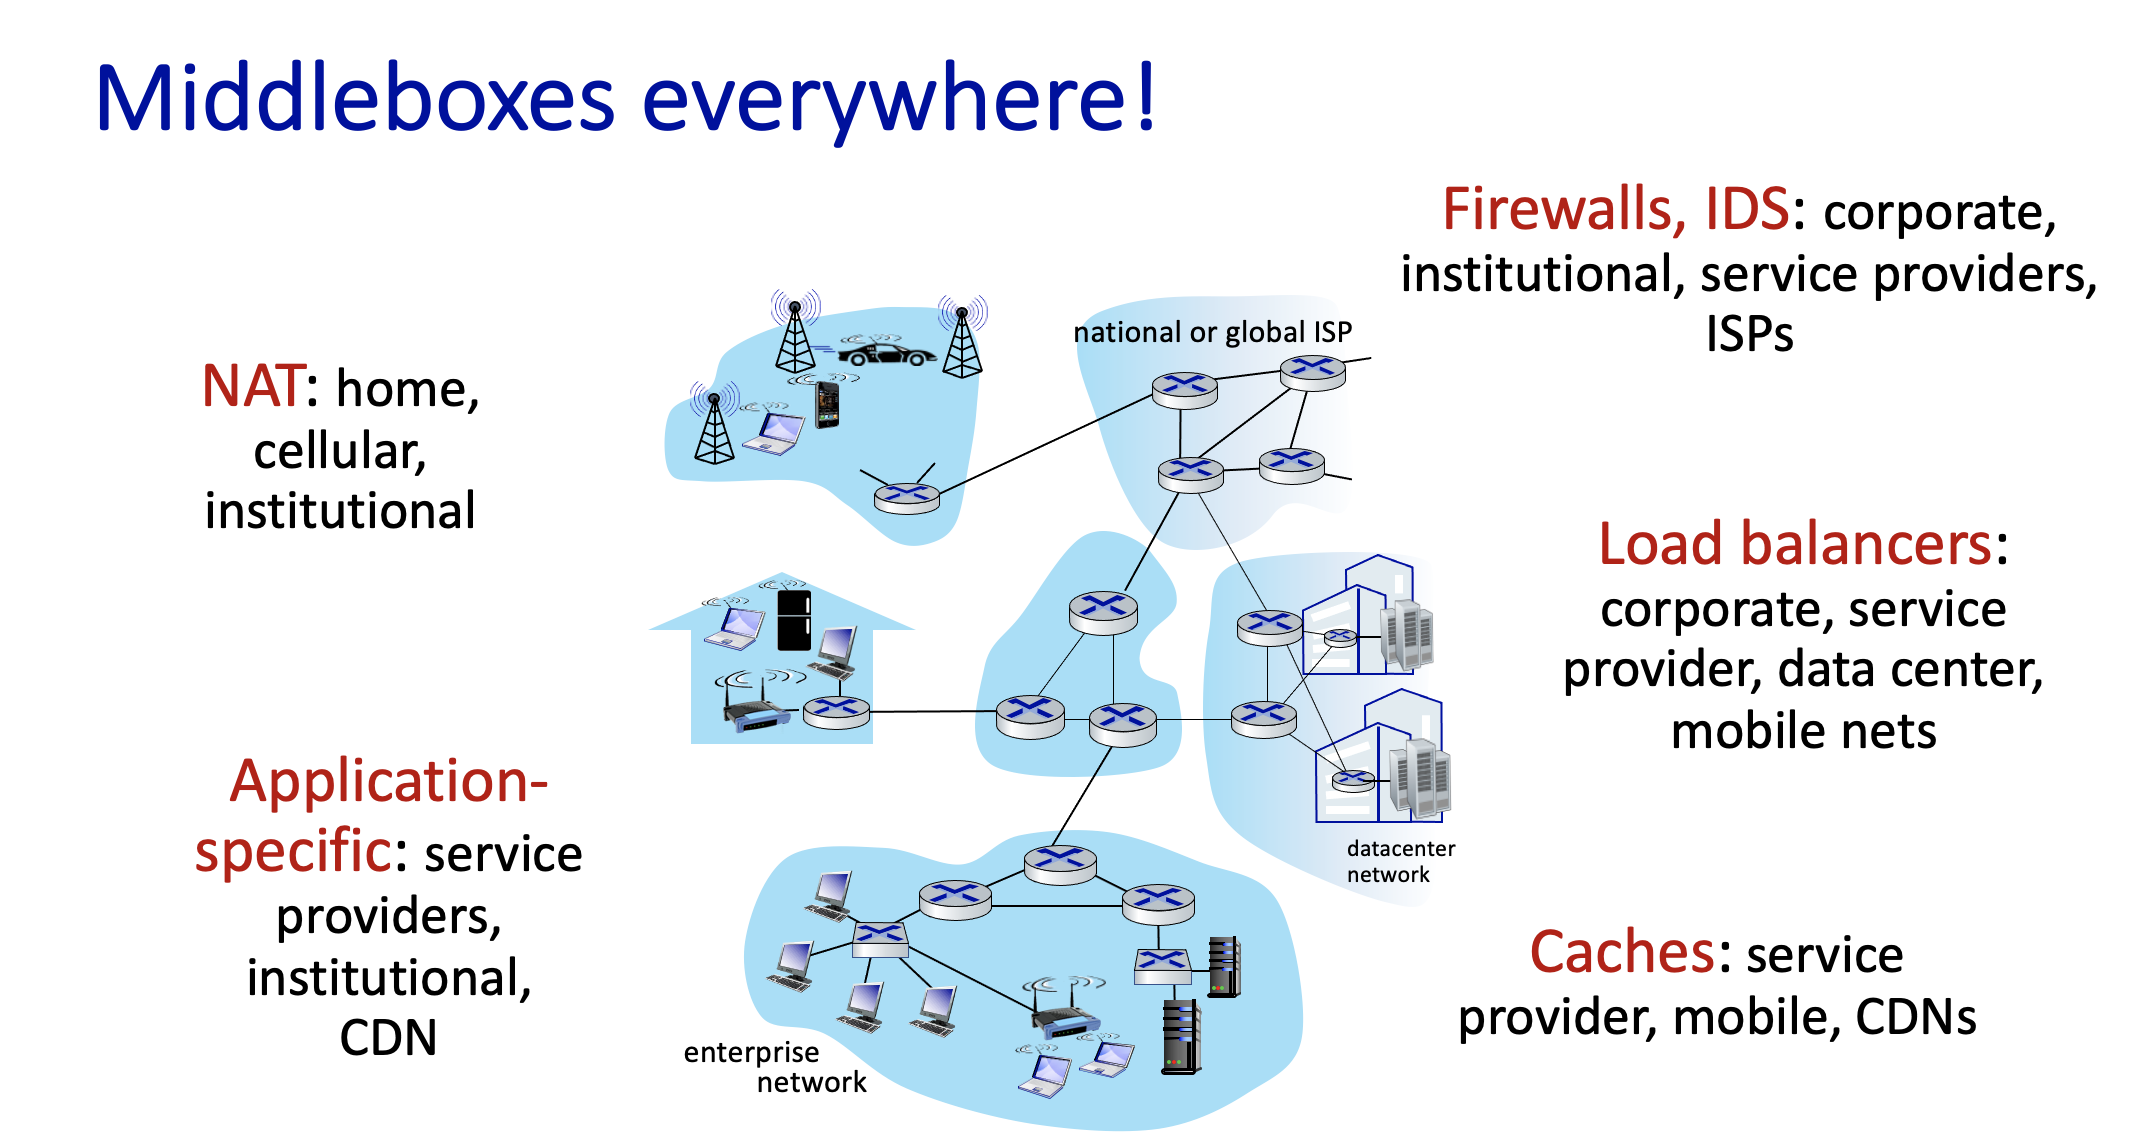 Middleboxes everywhere!
NAT: home,
cellular,
institutional
Application-
specific: service
providers,
institutional,
CDN
national or global ISP
datacenter
network
enterprise
network
Firewalls, IDS: corporate,
institutional, service providers,
ISPs
Load balancers:
corporate, service
provider, data center,
mobile nets
Caches: service
provider, mobile, CDNs